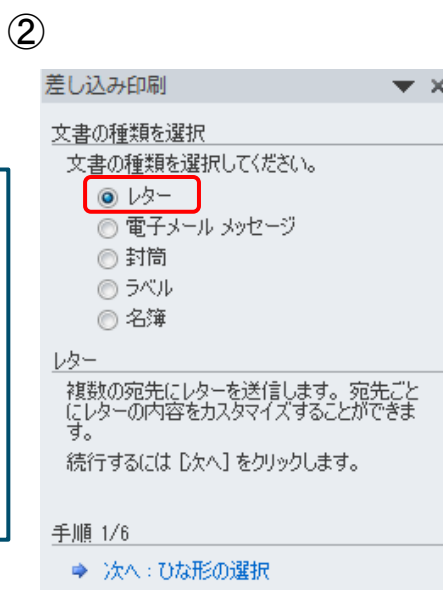 ②
差し込み印刷
文書の種類を選択
文書の種類を選択してください。
レター
電子メール メッセージ
封筒
ラベル
名簿
レター
複数の宛先にレターを送信します。宛先ごと
にレターの内容をカスタマイズすることができま
す。
続行するには [次へ] をクリックします。
手順 1/6
次へ : ひな形の選択